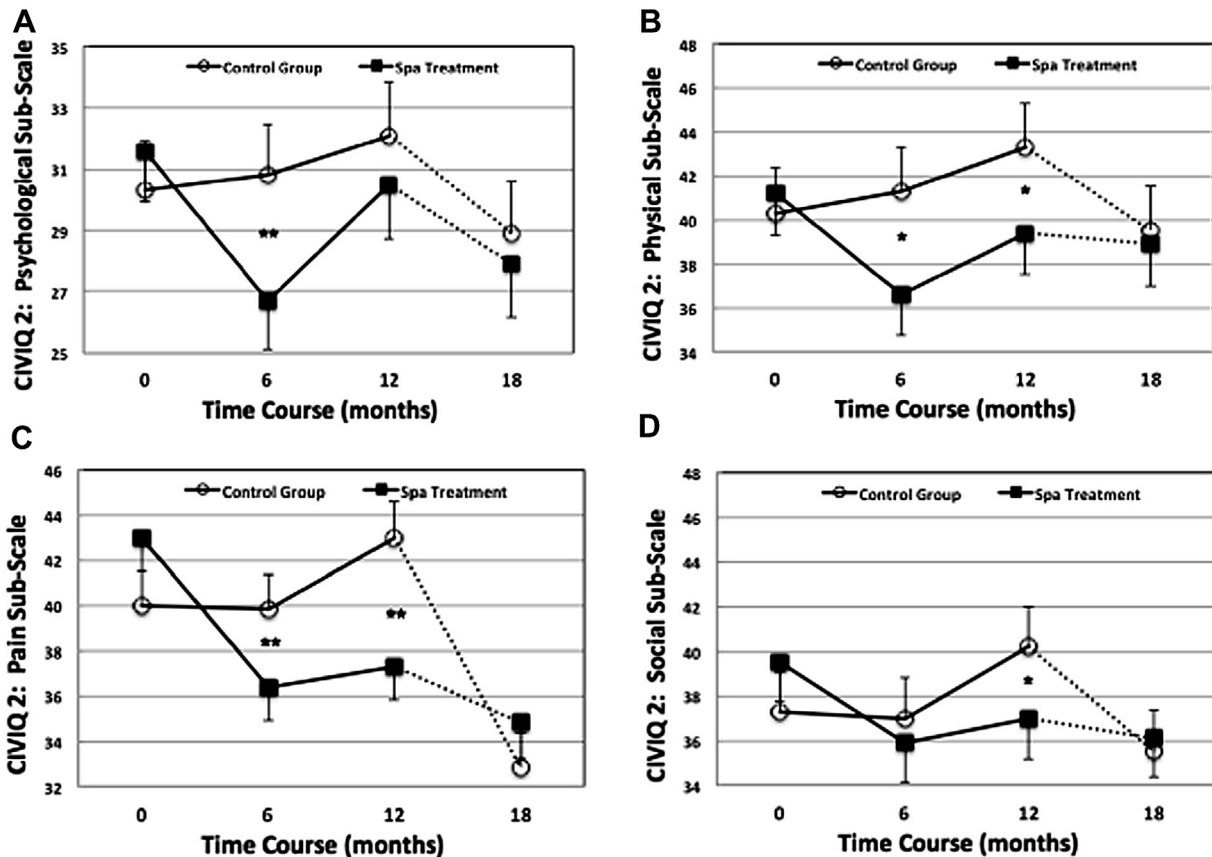 A
CIVIQ 2: Psychological Sub-Scale
35
33
31
29
27
25
Control Group
Spa Treatment
**
0 6 12 18
Time Course (months)
B
CIVIQ 2: Physical Sub-Scale
48
46
44
42
40
38
36
34
Control Group
Spa Treatment
*
*
0 6 12 18
Time Course (months)
C
CIVIQ 2: Pain Sub-Scale
46
44
42
40
38
36
34
32
Control Group
Spa Treatment
**
**
0 6 12 18
Time Course (months)
D
CIVIQ 2: Social Sub-Scale
48
46
44
42
40
38
36
34
Control Group
Spa Treatment
*
0 6 12 18
Time Course (months)